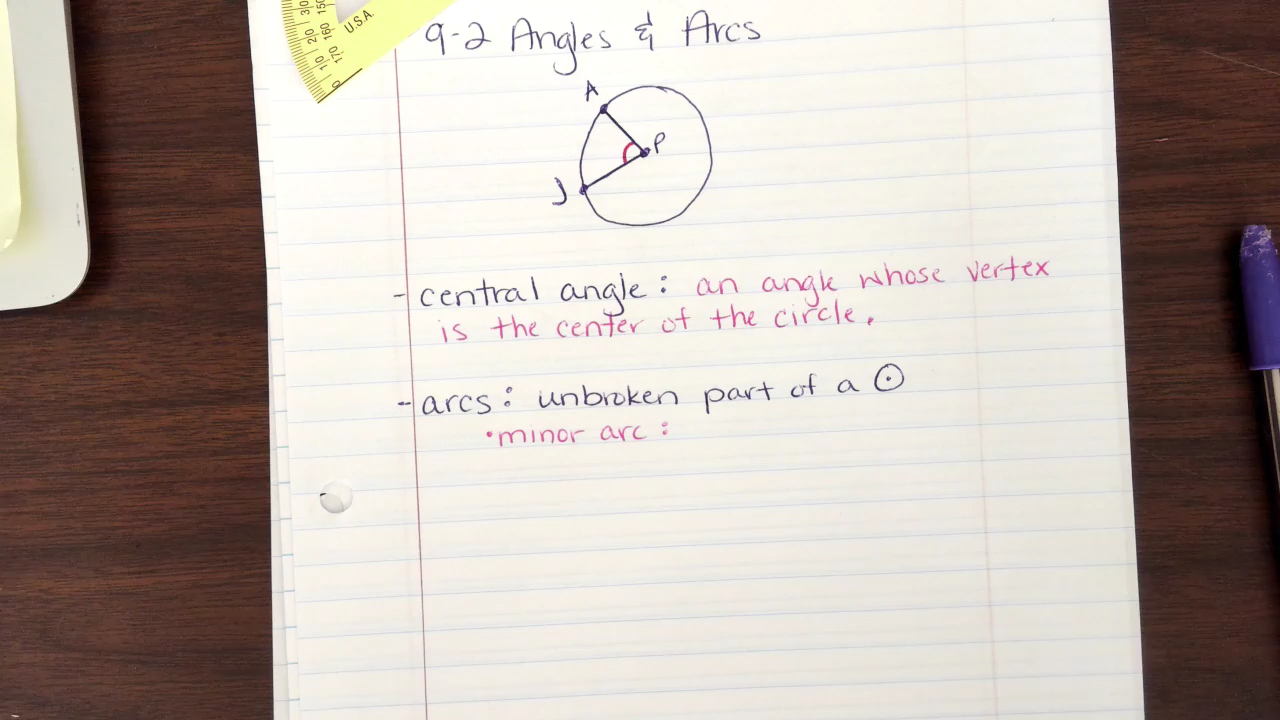 U.S.A.
9-2 Angles & Arcs
A
P
J
- central angle : an angle whose vertex
is the center of the circle.
- arcs : unbroken part of a ⊙
• minor arc :